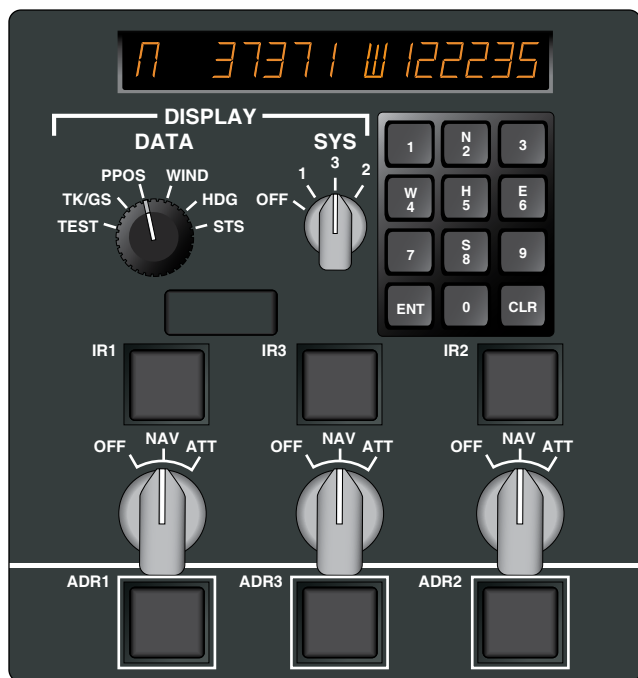 N 37371 W122235
DISPLAY
DATA SYS
TEST TK/GS PPOS WIND HDG STS
OFF 1 3 2
1 N 2 3
W 4 H 5 E 6
7 S 8 9
ENT 0 CLR
IR1 IR3 IR2
OFF NAV ATT OFF NAV ATT OFF NAV ATT
ADR1 ADR3 ADR2